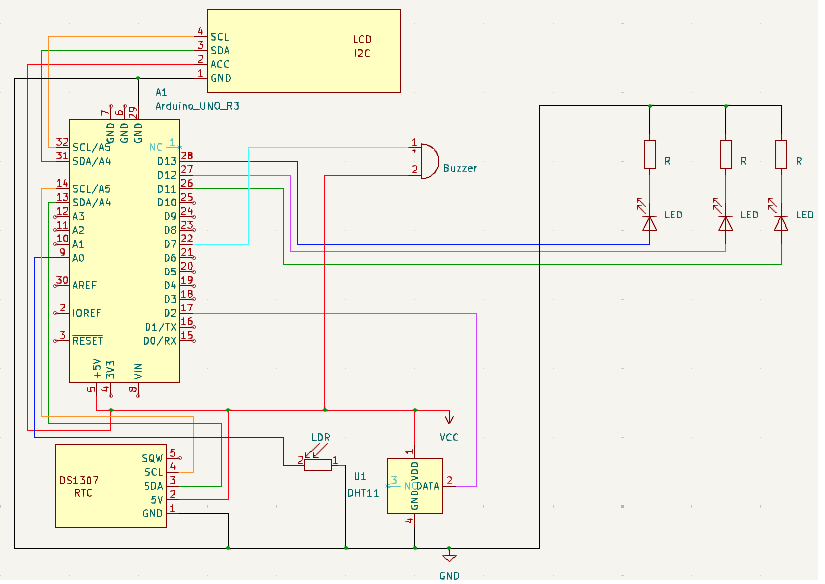 4 SCL
3 SDA
2 ACC
1 GND
LCD
I2C
A1
Arduino_UNO_R3
7 GND
6 GND
29 GND
NC 1
32 SCL/A5
31 SDA/A4
14 SCL/A5
13 SDA/A4
12 A3
11 A2
10 A1
9 A0
30 AREF
2 IOREF
3 RESET
D13 28
D12 27
D11 26
D10 25
D9 24
D8 23
D7 22
D6 21
D5 20
D4 19
D3 18
D2 17
D1/TX 16
D0/RX 15
+5V 5
3V3 4
VIN 8
1
+
2
Buzzer
R
R
R
LED
LED
LED
VCC
DS1307
RTC
SQW 5
SCL 4
SDA 3
5V 2
GND 1
LDR
2
1
U1
DHT11
1 VDD
3 NC
DATA 2
GND 4
GND